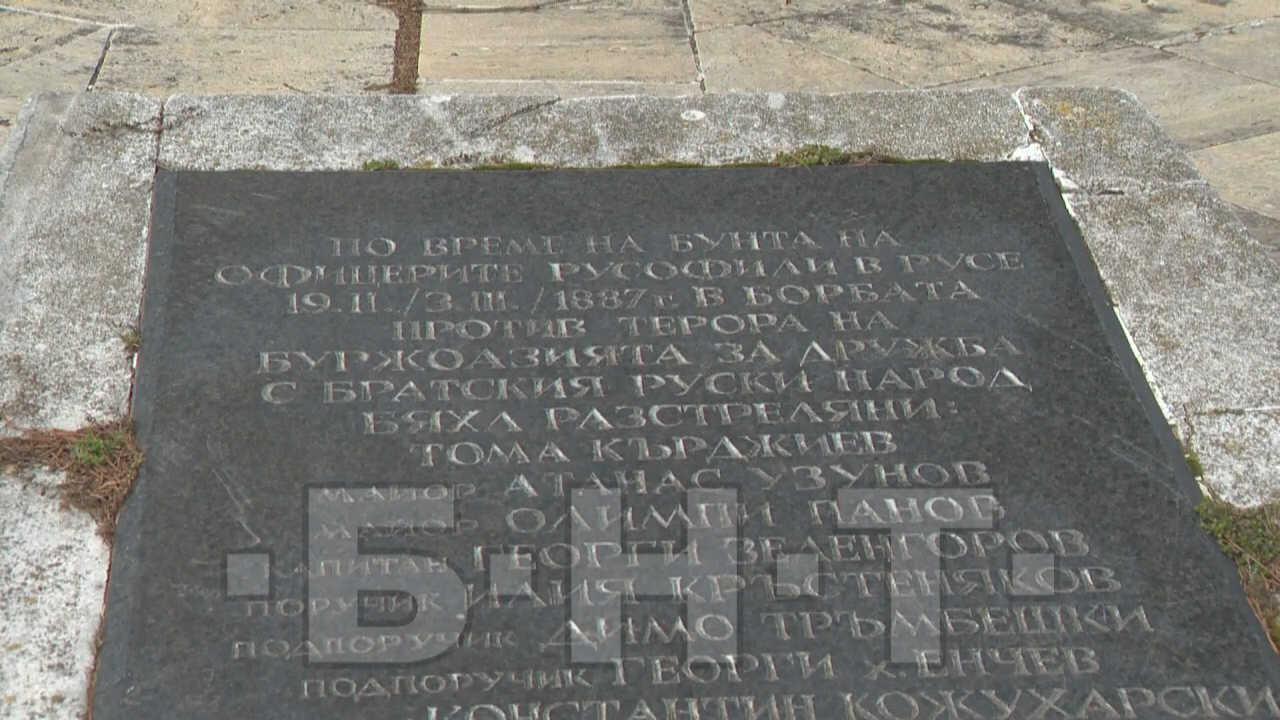 ПО ВРЕМЕ НА БУНТА НА
ОФИЦЕРИТЕ РУСОФИЛИ В РУСЕ
19.II./3.III./1887 г. В БОРБАТА
ПРОТИВ ТЕРОРА НА
БУРЖОАЗИЯТА ЗА ДРУЖБА
С БРАТСКИЯ РУСКИ НАРОД
БЯХА РАЗСТРЕЛЯНИ:
ТОМА КЪРДЖИЕВ
МАЙОР АТАНАС УЗУНОВ
МАЙОР ОЛИМПИ ПАНОВ
КАПИТАН ГЕОРГИ ЗЕЛЕНГОРОВ
ПОРУЧИК ИЛИЯ КРЪСТЕНЯКОВ
ПОДПОРУЧИК ДИМО ТРЪМБЕШКИ
ПОДПОРУЧИК ГЕОРГИ Х. ЕНЧЕВ
КОНСТАНТИН КОЖУХАРСКИ
·Б·Н·Т·